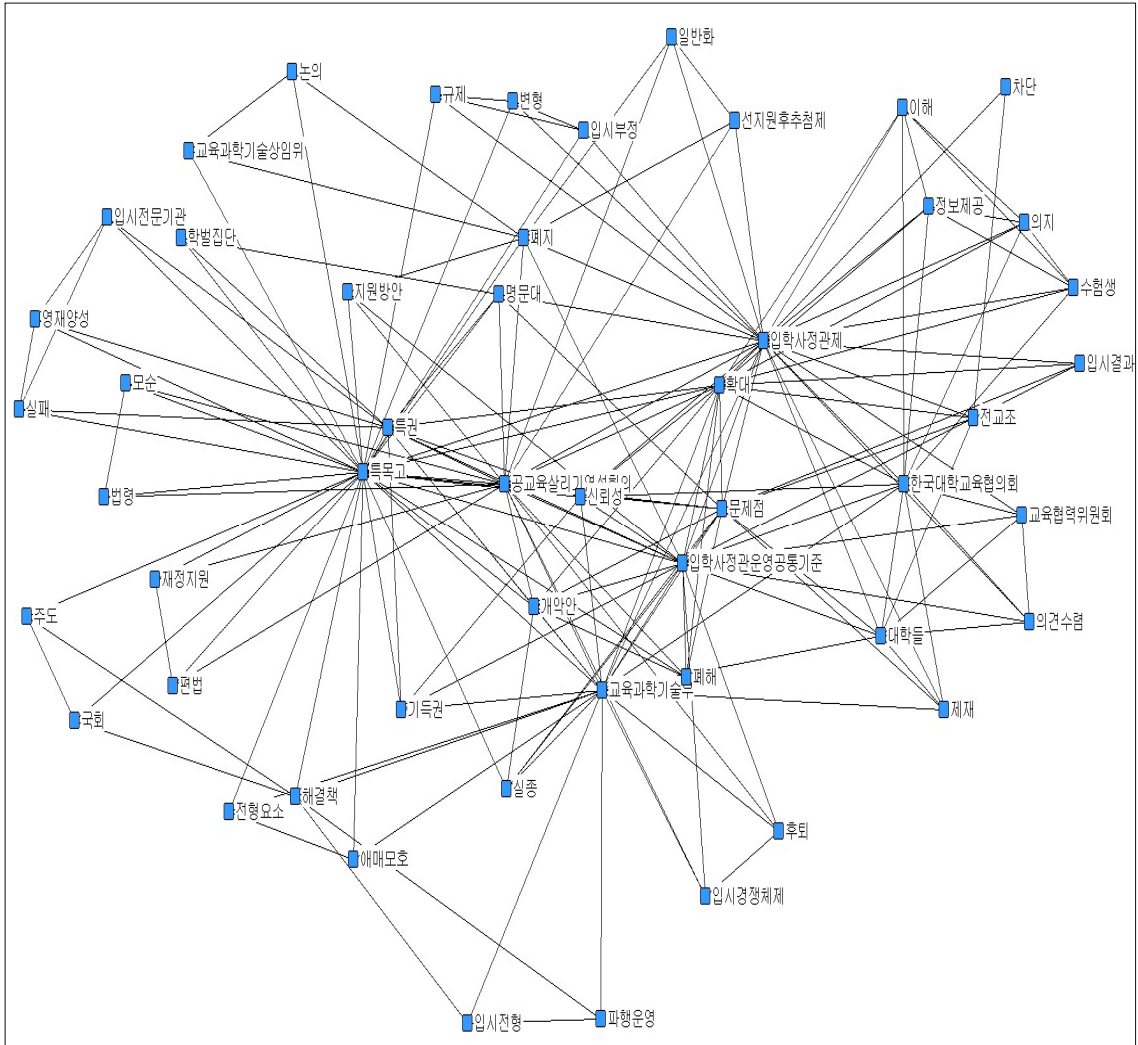 일반화
논의
차단
규제
변형
이해
선지원후추첨제
입시부정
교육과학기술상임위
정보제공
입시전문기관
의지
학벌집단
폐지
수험생
지원방안
명문대
영재양성
입학사정관제
입시결과
모순
확대
실패
전교조
특권
특목고
공교육살리기연석회의
한국대학교육협의회
법령
신뢰성
문제점
교육협력위원회
입학사정관운영공통기준
재정지원
개악안
주도
의견수렴
대학들
폐해
편법
교육과학기술부
기득권
제재
국회
실종
해결책
전형요소
후퇴
애매모호
입시경쟁체제
파행운영
입시전형